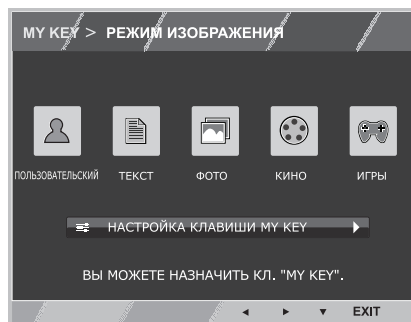 MY KEY > РЕЖИМ ИЗОБРАЖЕНИЯ
ПОЛЬЗОВАТЕЛЬСКИЙ ТЕКСТ ФОТО КИНО ИГРЫ
НАСТРОЙКА КЛАВИШИ MY KEY
ВЫ МОЖЕТЕ НАЗНАЧИТЬ КЛ. "MY KEY".
EXIT